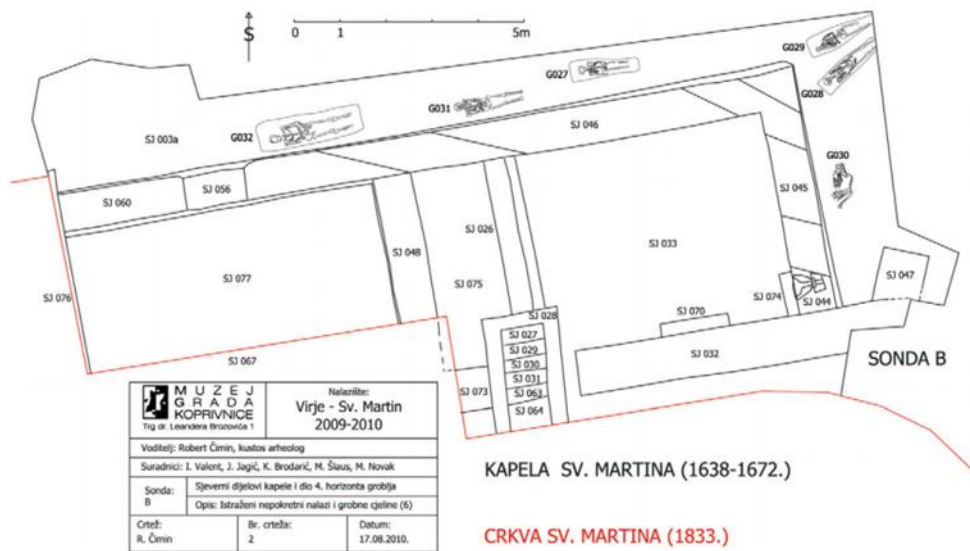 S
0 1 5m
G029
G027
G028
G031
G032
SJ 003a
SJ 046
G030
SJ 056
SJ 060
SJ 045
SJ 026
SJ 033
SJ 048
SJ 077
SJ 047
SJ 075
SJ 076
SJ 074
SJ 044
SJ 028
SJ 070
SJ 027
SJ 029
SJ 067
SJ 030
SJ 032
SONDA B
SJ 031
SJ 073
SJ 063
SJ 064
MUZEJ
GRADA
KOPRIVNICE
Trg dr. Leandera Brozovića 1
Nalazište:
Virje - Sv. Martin
2009-2010
Voditelj: Robert Čimin, kustos arheolog
Suradnici: I. Valent, J. Jagić, K. Brodarić, M. Šlaus, M. Novak
Sonda:
B
Sjeverni dijelovi kapele i dio 4. horizonta groblja
Opis: Istraženi nepokretni nalazi i grobne cjeline (6)
Crtež:
R. Čimin
Br. crteža:
2
Datum:
17.08.2010.
KAPELA SV. MARTINA (1638-1672.)
CRKVA SV. MARTINA (1833.)